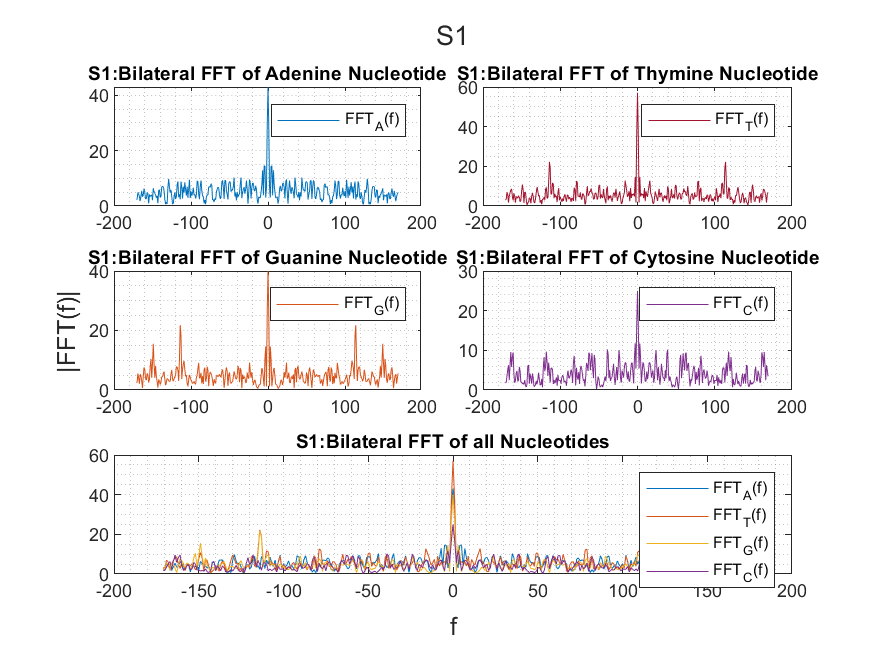 S1
S1:Bilateral FFT of Adenine Nucleotide
S1:Bilateral FFT of Thymine Nucleotide
40
20
0
FFT_A(f)
-200 -100 0 100 200
60
40
20
0
FFT_T(f)
-200 -100 0 100 200
S1:Bilateral FFT of Guanine Nucleotide
S1:Bilateral FFT of Cytosine Nucleotide
|FFT(f)|
40
20
0
FFT_G(f)
-200 -100 0 100 200
30
20
10
0
FFT_C(f)
-200 -100 0 100 200
S1:Bilateral FFT of all Nucleotides
60
40
20
0
FFT_A(f)
FFT_T(f)
FFT_G(f)
FFT_C(f)
-200 -150 -100 -50 0 50 100 150 200
f